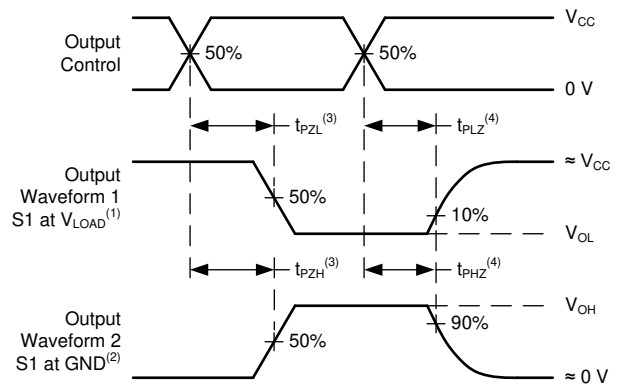 V_CC
Output
Control
50%
50%
0 V
t_PZL^(3)
t_PLZ^(4)
≈ V_CC
Output
Waveform 1
S1 at V_LOAD^(1)
50%
10%
V_OL
t_PZH^(3)
t_PHZ^(4)
V_OH
Output
Waveform 2
S1 at GND^(2)
50%
90%
≈ 0 V